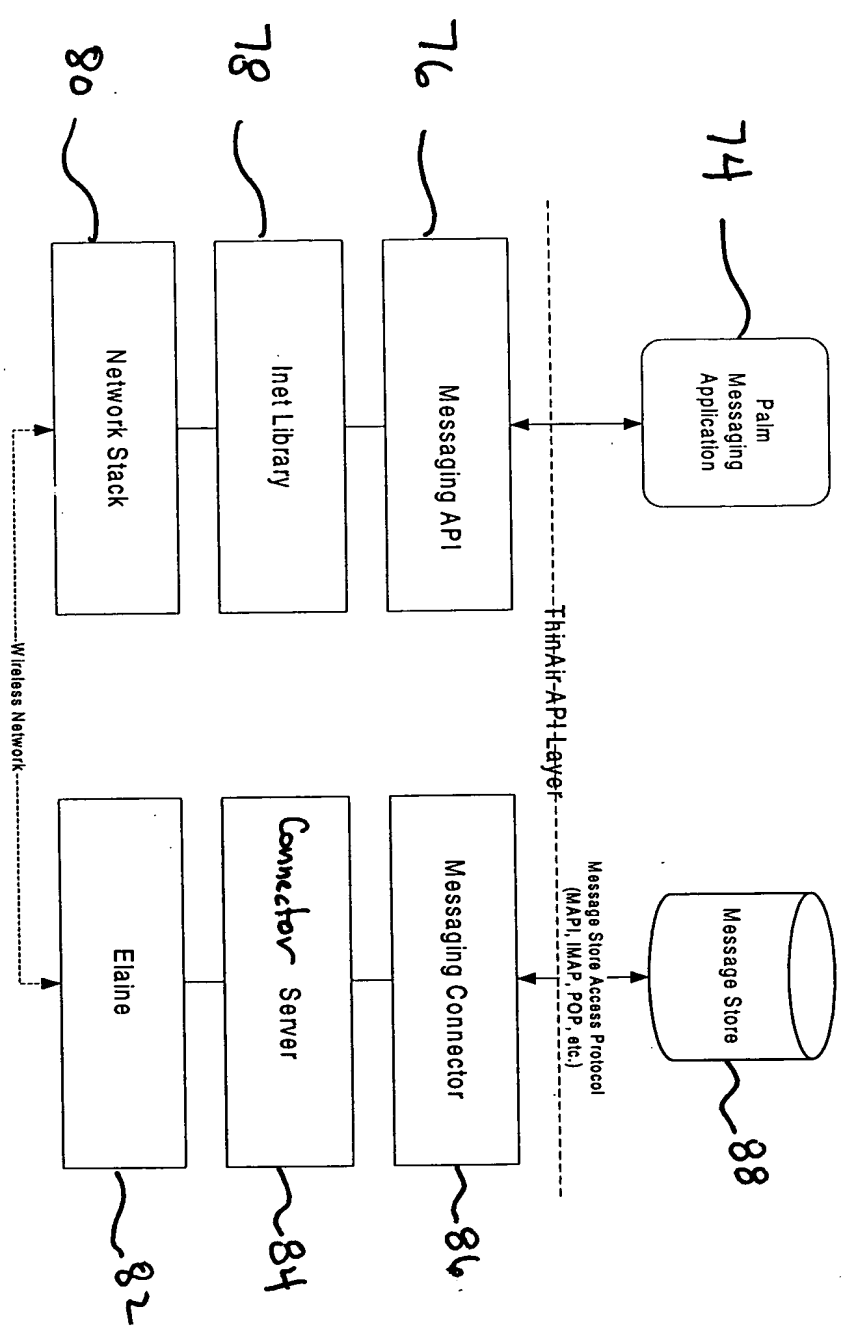 74
Palm
Messaging
Application
Message Store
88
Message Store Access Protocol
(MAPI, IMAP, POP, etc.)
ThinAir API Layer
76
Messaging API
Messaging Connector
86
78
Inet Library
Connector Server
84
80
Network Stack
Elaine
82
Wireless Network